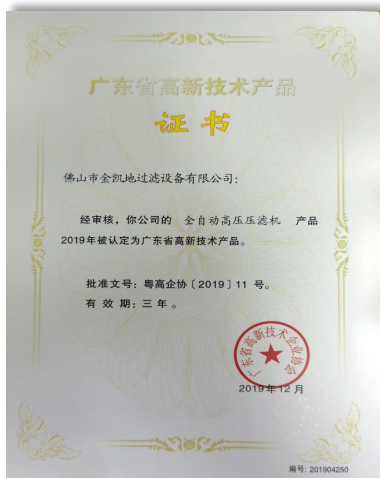 广东省高新技术产品
证书
佛山市金凯地过滤设备有限公司：
经审核，你公司的 全自动高压压滤机 产品
2019年被认定为广东省高新技术产品。
批准文号：粤高企协〔2019〕11 号。
有 效 期：三 年 。
广东省高新技术企业协会
2019年12月
编号：201904250